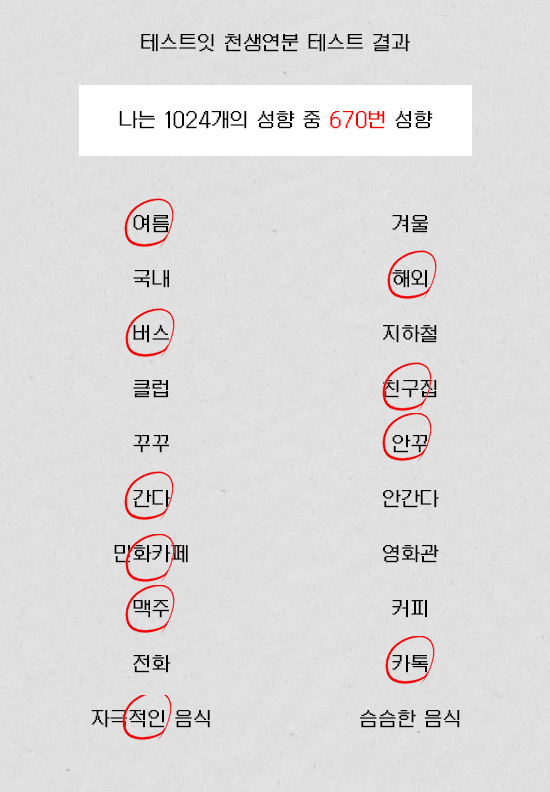 테스트잇 천생연분 테스트 결과
나는 1024개의 성향 중 670번 성향
여름 겨울
국내 해외
버스 지하철
클럽 친구집
꾸꾸 안꾸
간다 안간다
만화카페 영화관
맥주 커피
전화 카톡
자극적인 음식 슴슴한 음식